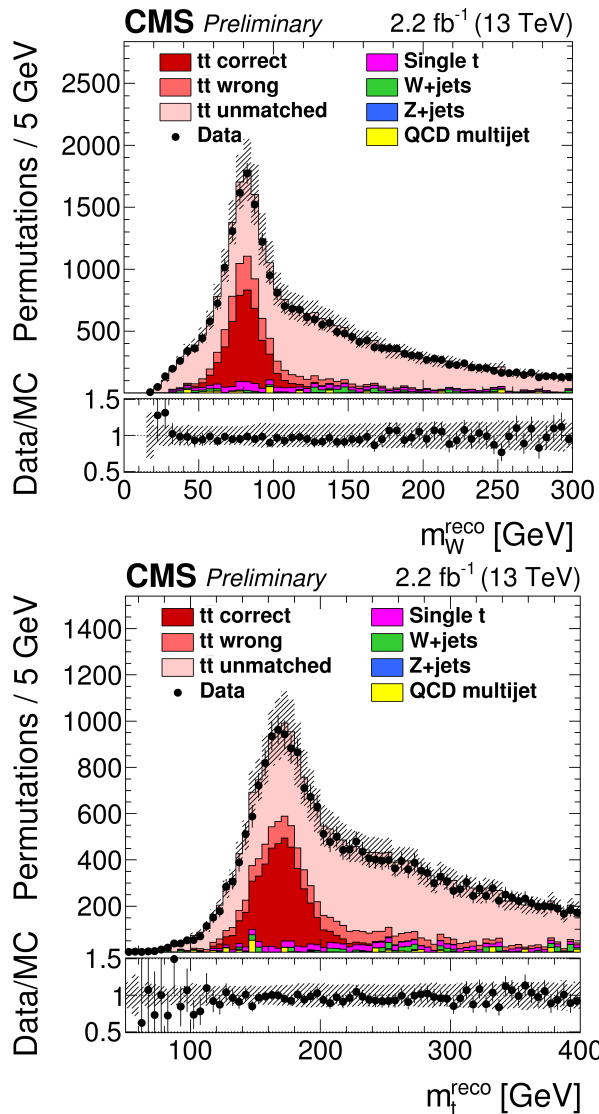 CMS Preliminary 2.2 fb⁻¹ (13 TeV)
Permutations / 5 GeV
tt correct
tt wrong
tt unmatched
Data
Single t
W+jets
Z+jets
QCD multijet
2500
2000
1500
1000
500
Data/MC
1.5
1
0.5
0 50 100 150 200 250 300
m_W^reco [GeV]
CMS Preliminary 2.2 fb⁻¹ (13 TeV)
Permutations / 5 GeV
tt correct
tt wrong
tt unmatched
Data
Single t
W+jets
Z+jets
QCD multijet
1400
1200
1000
800
600
400
200
Data/MC
1.5
1
0.5
100 200 300 400
m_t^reco [GeV]